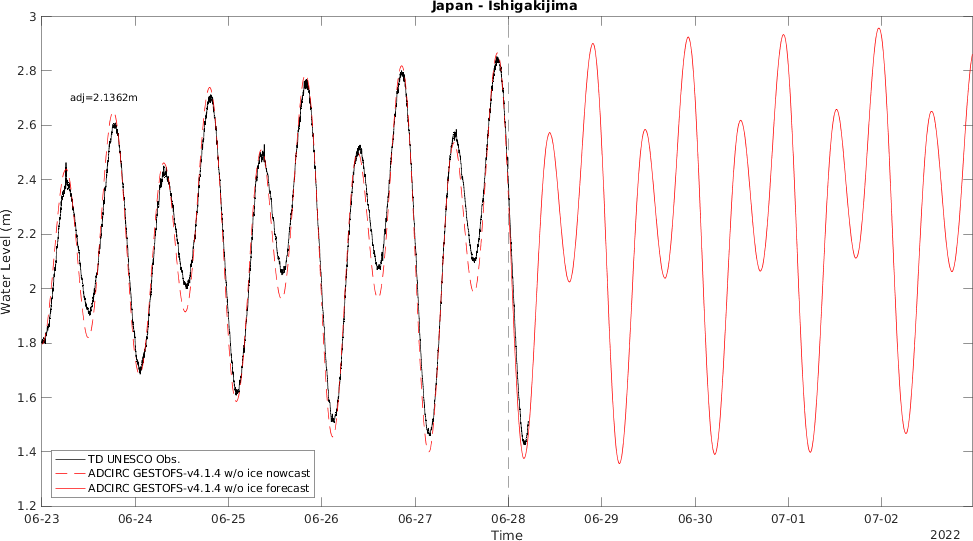 Japan - Ishigakijima
Water Level (m)
3
2.8
2.6
2.4
2.2
2
1.8
1.6
1.4
1.2
adj=2.1362m
TD UNESCO Obs.
ADCIRC GESTOFS-v4.1.4 w/o ice nowcast
ADCIRC GESTOFS-v4.1.4 w/o ice forecast
06-23 06-24 06-25 06-26 06-27 06-28 06-29 06-30 07-01 07-02
Time
2022